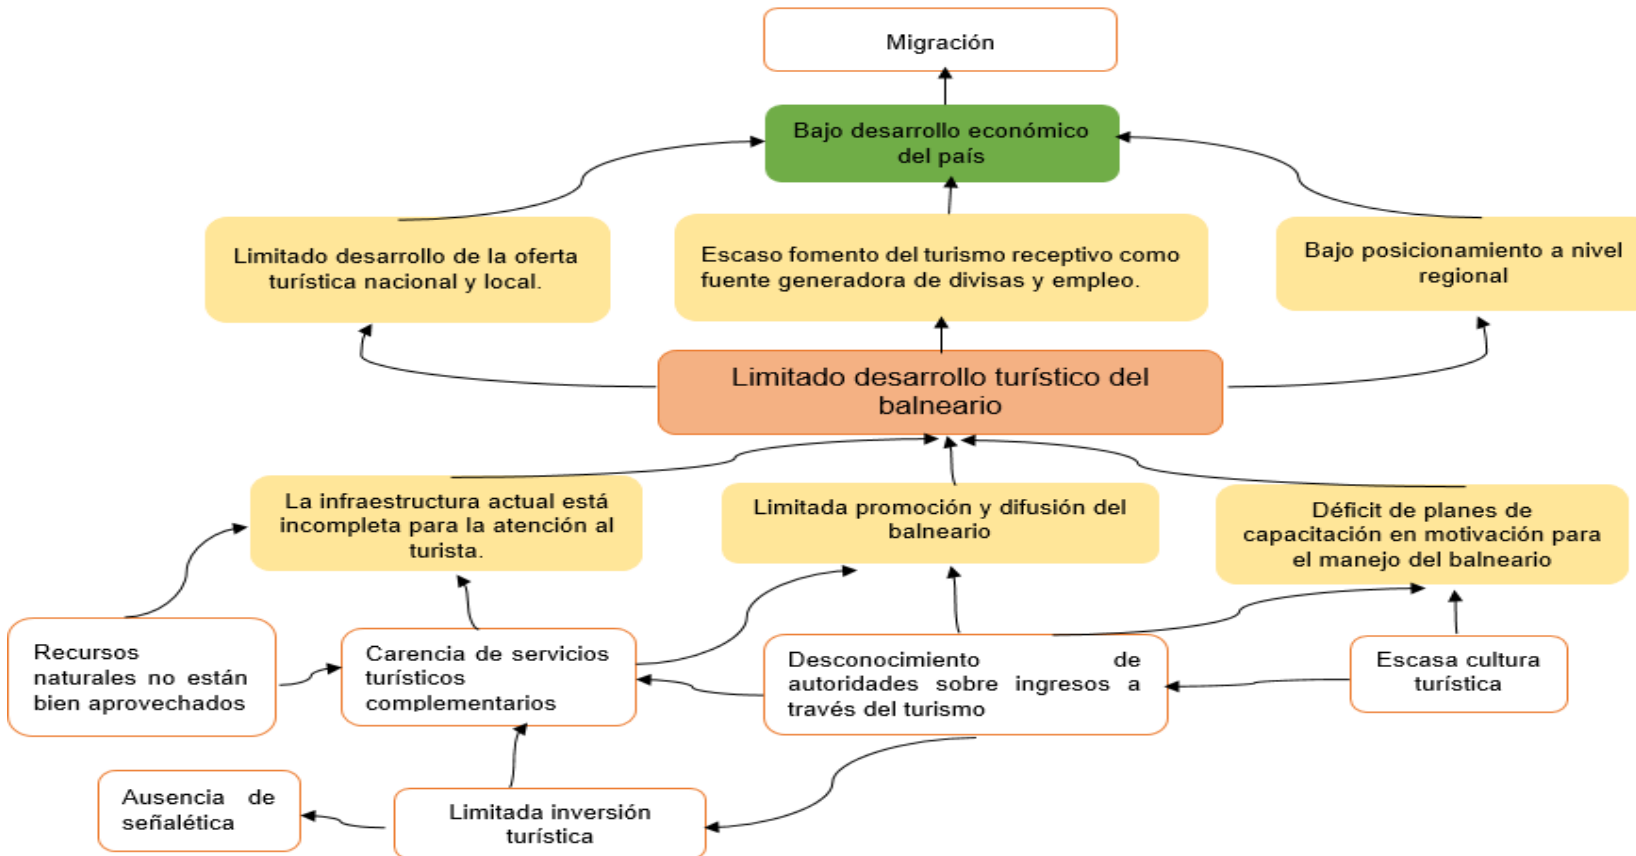 Migración
Bajo desarrollo económico
del país
Limitado desarrollo de la oferta
turística nacional y local.
Escaso fomento del turismo receptivo como
fuente generadora de divisas y empleo.
Bajo posicionamiento a nivel
regional
Limitado desarrollo turístico del
balneario
La infraestructura actual está
incompleta para la atención al
turista.
Limitada promoción y difusión del
balneario
Déficit de planes de
capacitación en motivación para
el manejo del balneario
Recursos
naturales no están
bien aprovechados
Carencia de servicios
turísticos
complementarios
Desconocimiento de
autoridades sobre ingresos a
través del turismo
Escasa cultura
turística
Ausencia de
señalética
Limitada inversión
turística